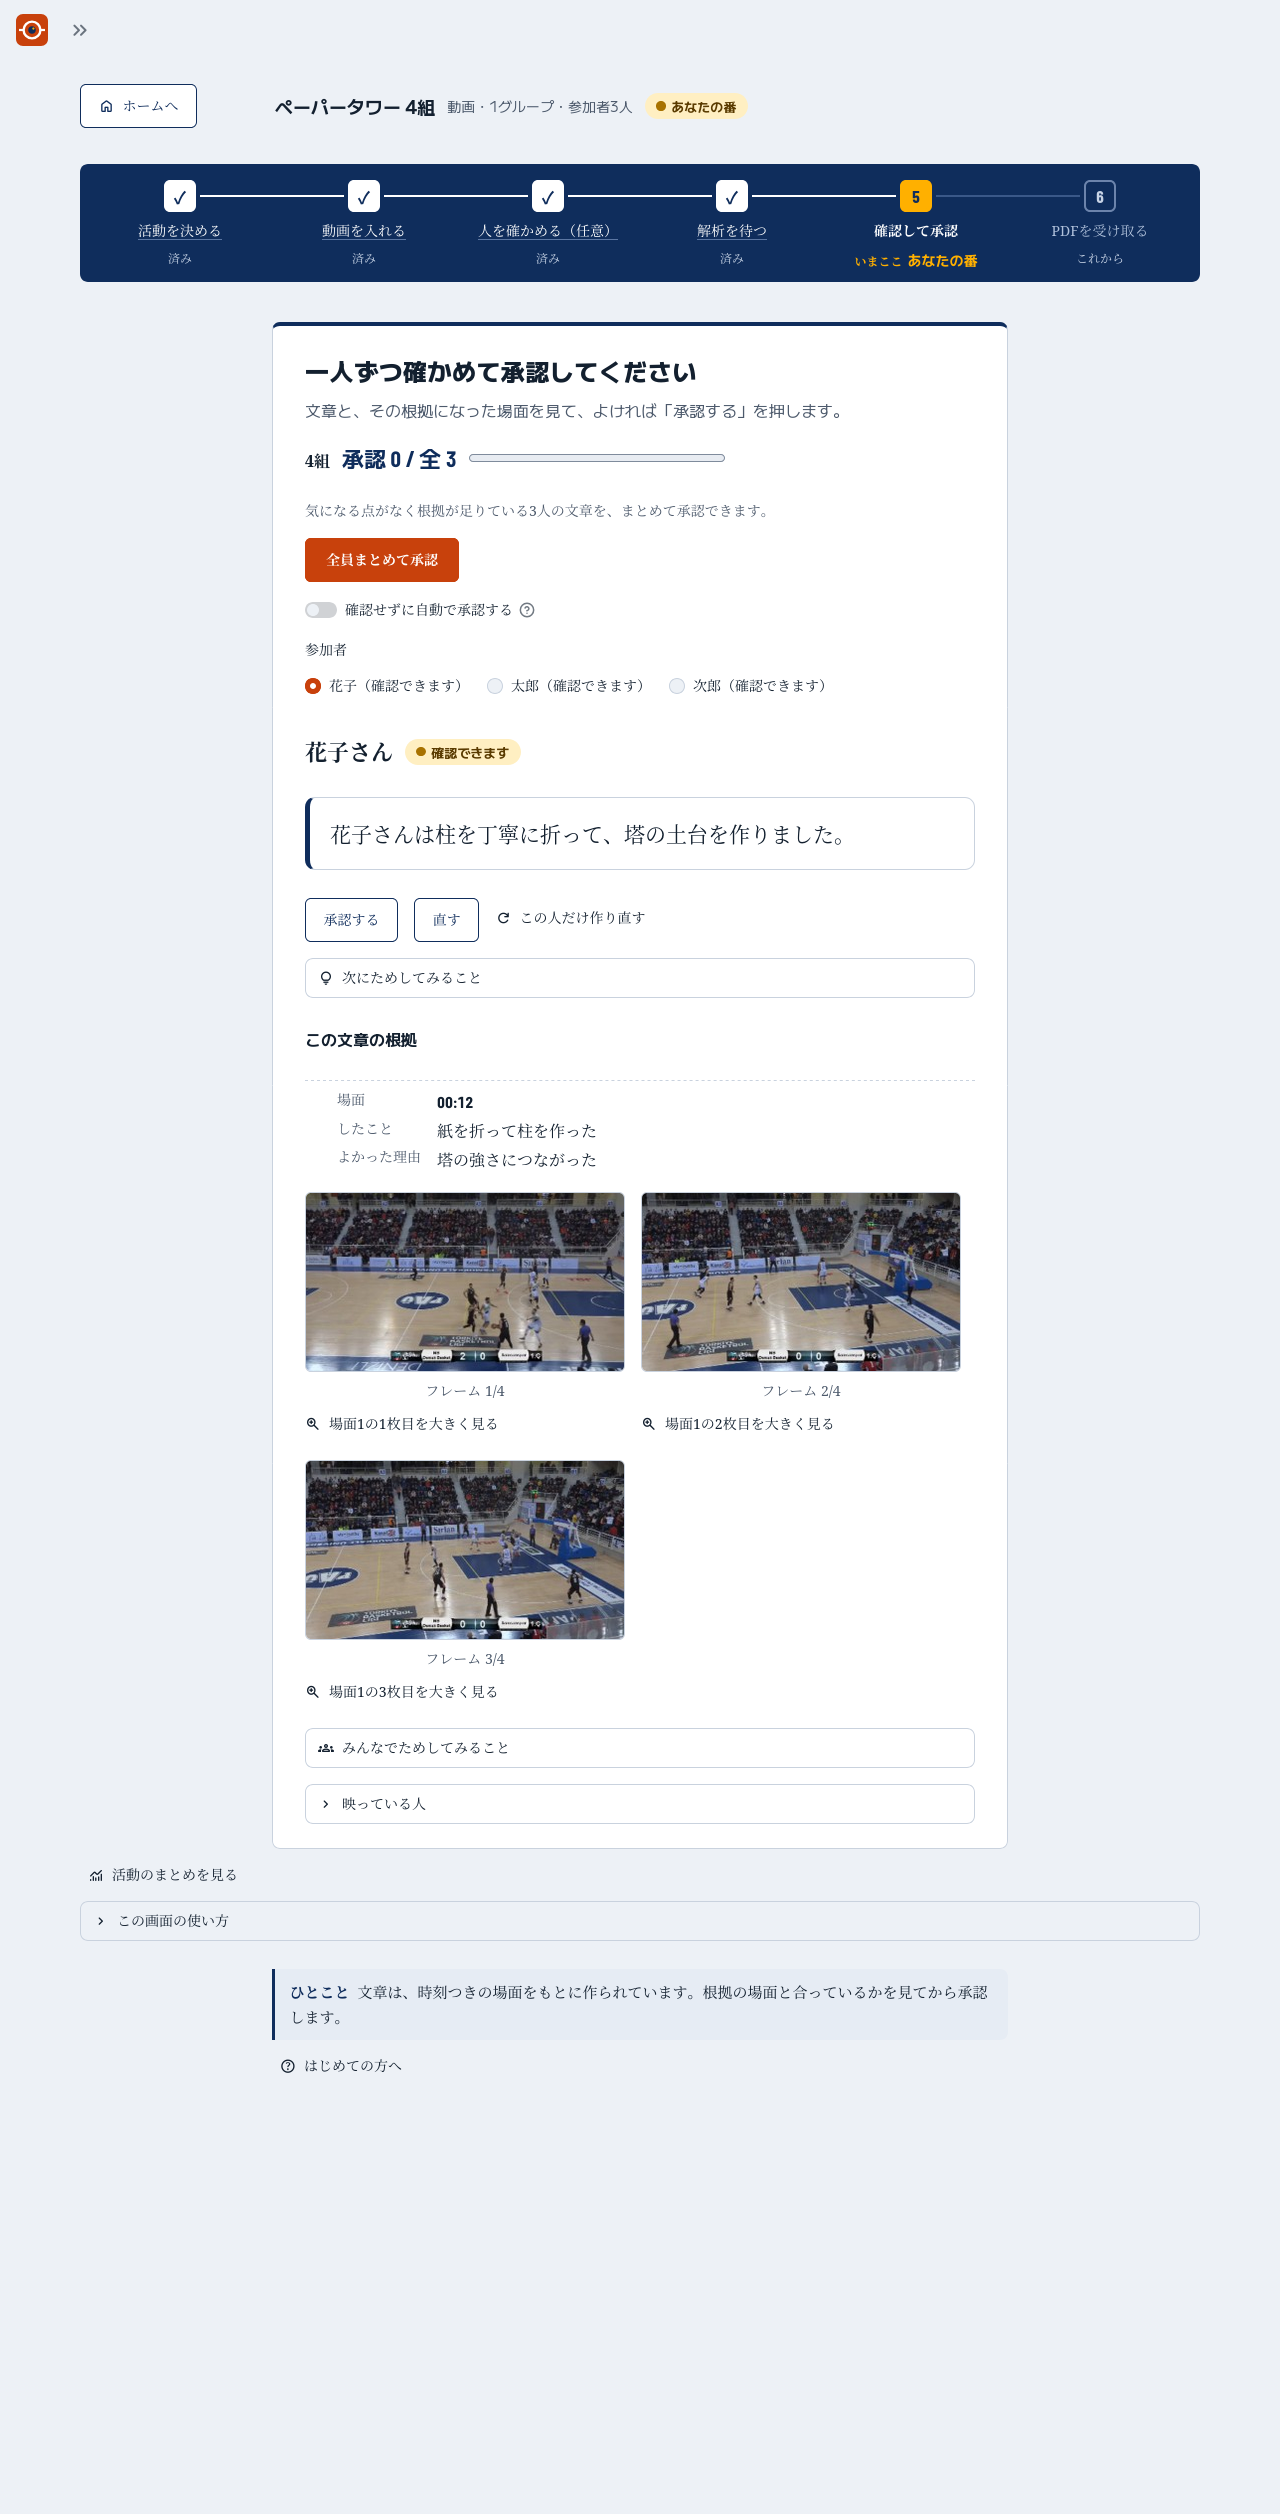 ホームへ
ペーパータワー 4組 動画・1グループ・参加者3人 あなたの番
✓ ✓ ✓ ✓ 5 6
活動を決める 動画を入れる 人を確かめる（任意） 解析を待つ 確認して承認 PDFを受け取る
済み 済み 済み 済み いまここ あなたの番 これから
一人ずつ確かめて承認してください
文章と、その根拠になった場面を見て、よければ「承認する」を押します。
4組 承認 0 / 全 3
気になる点がなく根拠が足りている3人の文章を、まとめて承認できます。
全員まとめて承認
確認せずに自動で承認する
参加者
花子（確認できます） 太郎（確認できます） 次郎（確認できます）
花子さん 確認できます
花子さんは柱を丁寧に折って、塔の土台を作りました。
承認する 直す この人だけ作り直す
次にためしてみること
この文章の根拠
場面 00:12
したこと 紙を折って柱を作った
よかった理由 塔の強さにつながった
フレーム 1/4 フレーム 2/4
場面1の1枚目を大きく見る 場面1の2枚目を大きく見る
フレーム 3/4
場面1の3枚目を大きく見る
みんなでためしてみること
映っている人
活動のまとめを見る
この画面の使い方
ひとこと 文章は、時刻つきの場面をもとに作られています。根拠の場面と合っているかを見てから承認
します。
はじめての方へ